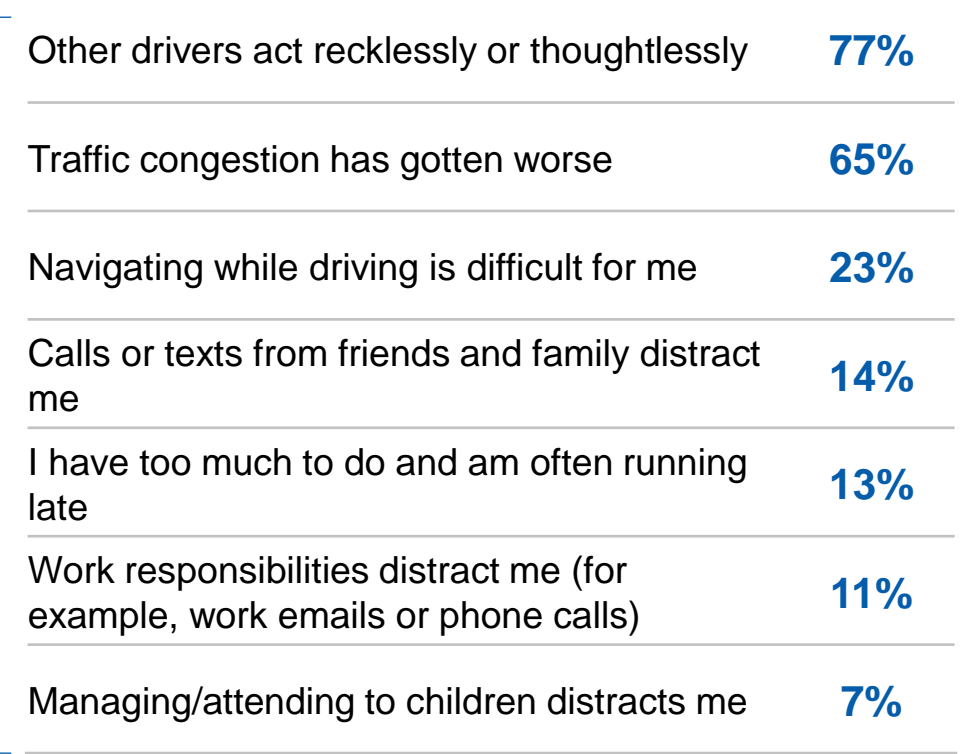 Other drivers act recklessly or thoughtlessly 77%
Traffic congestion has gotten worse 65%
Navigating while driving is difficult for me 23%
Calls or texts from friends and family distract
me 14%
I have too much to do and am often running
late 13%
Work responsibilities distract me (for
example, work emails or phone calls) 11%
Managing/attending to children distracts me 7%